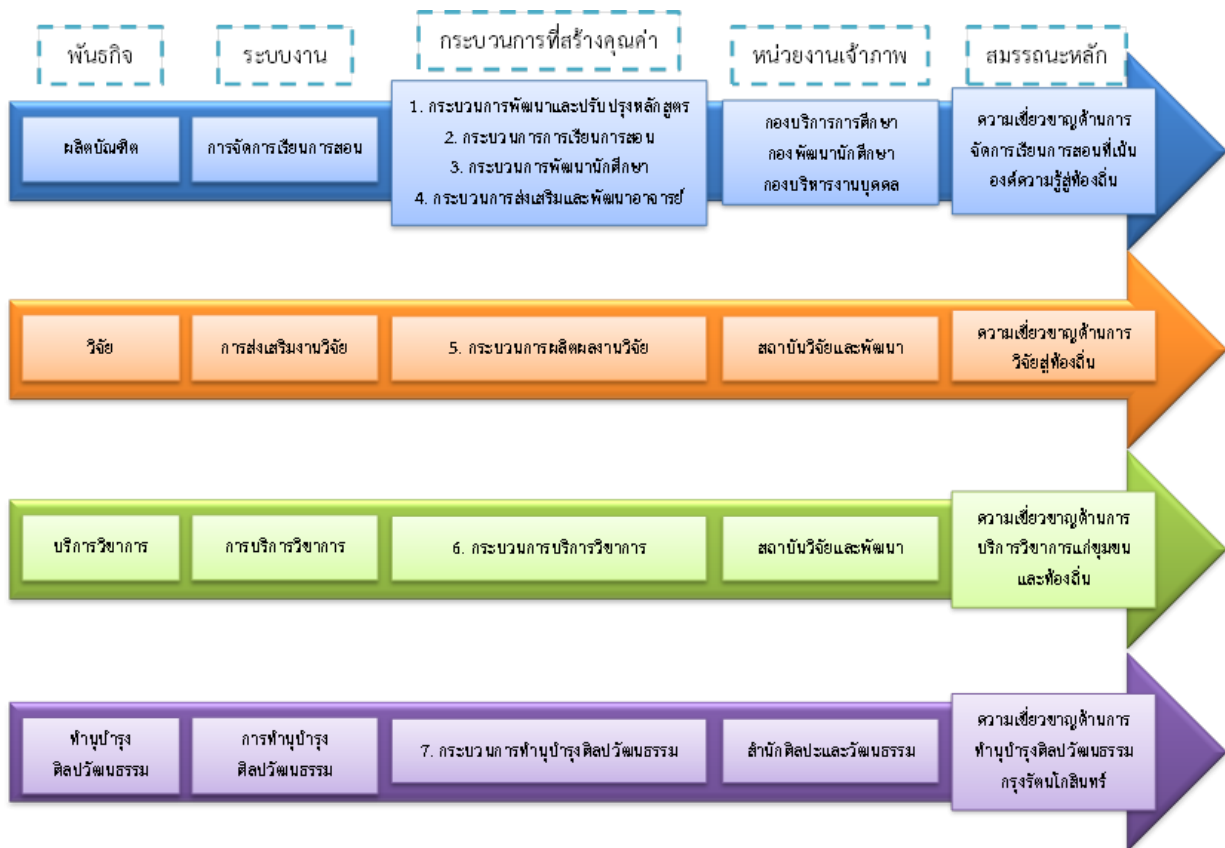 พันธกิจ
ระบบงาน
กระบวนการที่สร้างคุณค่า
หน่วยงานเจ้าภาพ
สมรรถนะหลัก
ผลิตบัณฑิต
การจัดการเรียนการสอน
1. กระบวนการพัฒนาและปรับปรุงหลักสูตร
2. กระบวนการการเรียนการสอน
3. กระบวนการพัฒนานักศึกษา
4. กระบวนการส่งเสริมและพัฒนาอาจารย์
กองบริการการศึกษา
กองพัฒนานักศึกษา
กองบริหารงานบุคคล
ความเชี่ยวชาญด้านการ
จัดการเรียนการสอนที่เน้น
องค์ความรู้สู่ท้องถิ่น
วิจัย
การส่งเสริมงานวิจัย
5. กระบวนการผลิตผลงานวิจัย
สถาบันวิจัยและพัฒนา
ความเชี่ยวชาญด้านการ
วิจัยสู่ท้องถิ่น
บริการวิชาการ
การบริการวิชาการ
6. กระบวนการบริการวิชาการ
สถาบันวิจัยและพัฒนา
ความเชี่ยวชาญด้านการ
บริการวิชาการแก่ชุมชน
และท้องถิ่น
ทำนุบำรุง
ศิลปวัฒนธรรม
การทำนุบำรุง
ศิลปวัฒนธรรม
7. กระบวนการทำนุบำรุงศิลปวัฒนธรรม
สำนักศิลปะและวัฒนธรรม
ความเชี่ยวชาญด้านการ
ทำนุบำรุงศิลปวัฒนธรรม
กรุงรัตนโกสินทร์